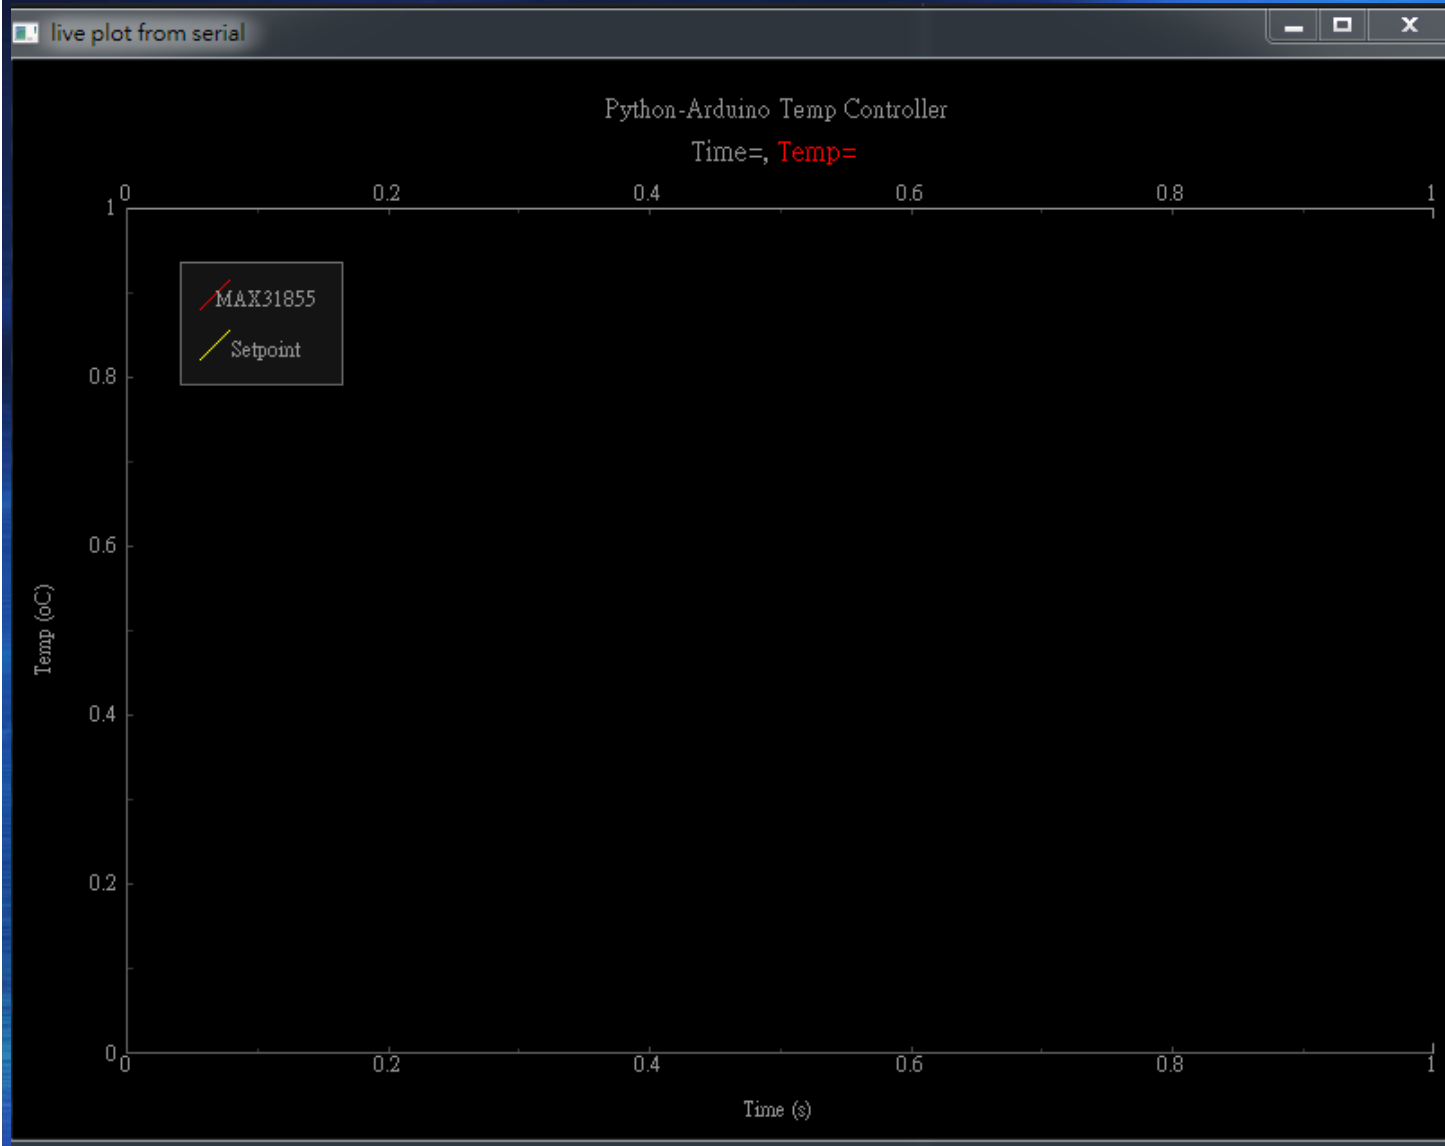 live plot from serial
Python-Arduino Temp Controller
Time=, Temp=
0 0.2 0.4 0.6 0.8 1
1
MAX31855
Setpoint
0.8
0.6
Temp (oC)
0.4
0.2
0
0 0.2 0.4 0.6 0.8 1
Time (s)